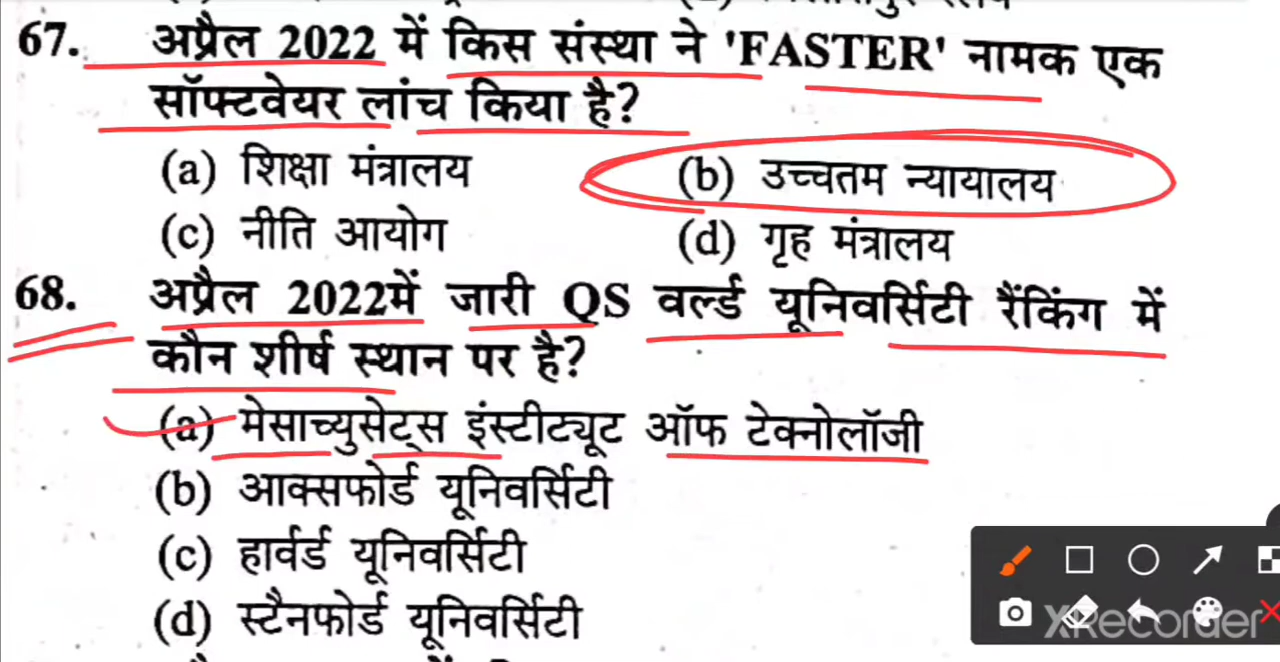 67. अप्रैल 2022 में किस संस्था ने 'FASTER' नामक एक
सॉफ्टवेयर लांच किया है?
(a) शिक्षा मंत्रालय (b) उच्चतम न्यायालय
(c) नीति आयोग (d) गृह मंत्रालय
68. अप्रैल 2022में जारी QS वर्ल्ड यूनिवर्सिटी रैंकिंग में
कौन शीर्ष स्थान पर है?
(a) मेसाच्युसेट्स इंस्टीट्यूट ऑफ टेक्नोलॉजी
(b) आक्सफोर्ड यूनिवर्सिटी
(c) हार्वर्ड यूनिवर्सिटी
(d) स्टैनफोर्ड यूनिवर्सिटी
XRecorder